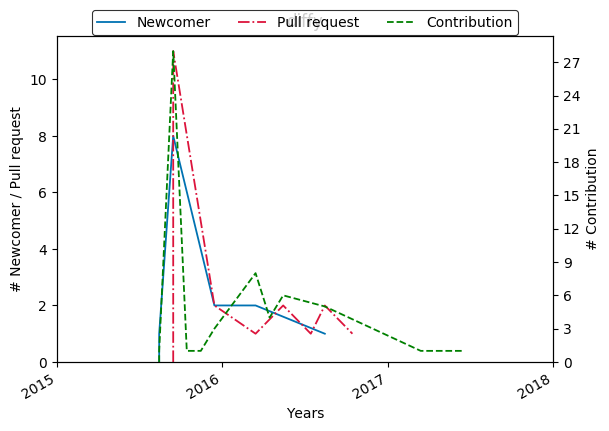 diffy
Newcomer Pull request Contribution
# Newcomer / Pull request
10
8
6
4
2
0
27
24
21
18
15
12
9
6
3
0
# Contribution
2015 2016 2017 2018
Years